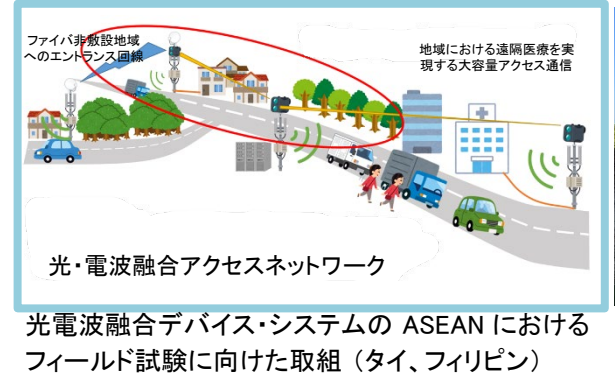 ファイバ非敷設地域
へのエントランス回線
地域における遠隔医療を実
現する大容量アクセス通信
光・電波融合アクセスネットワーク
光電波融合デバイス・システムの ASEAN における
フィールド試験に向けた取組（タイ、フィリピン）